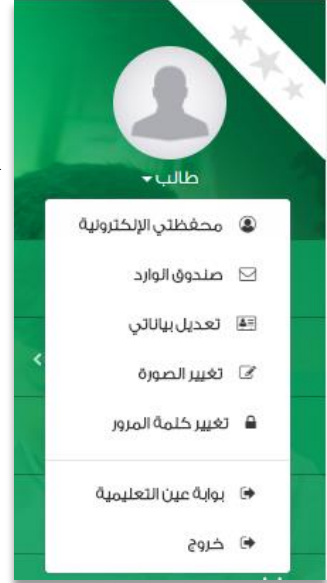 طالب
محفظتي الإلكترونية
صندوق الوارد
تعديل بياناتي
تغيير الصورة
تغيير كلمة المرور
بوابة عين التعليمية
خروج